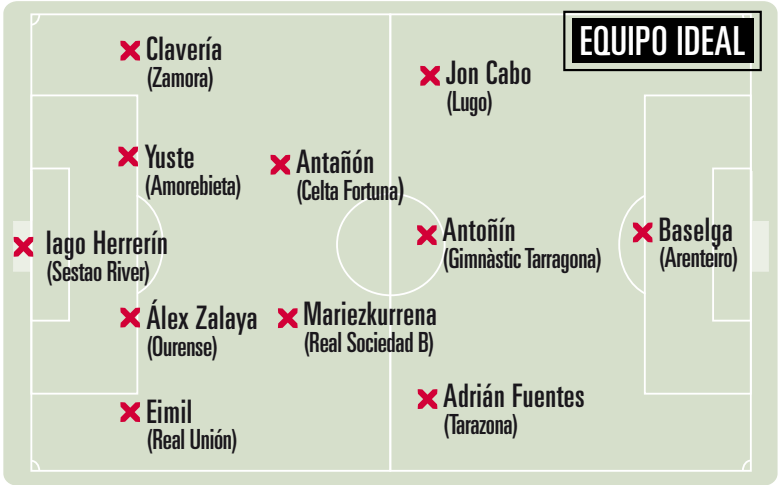 EQUIPO IDEAL
Clavería
(Zamora)
Jon Cabo
(Lugo)
Yuste
(Amorebieta)
Antañón
(Celta Fortuna)
Iago Herrerín
(Sestao River)
Antoñín
(Gimnàstic Tarragona)
Baselga
(Arenteiro)
Álex Zalaya
(Ourense)
Mariezkurrena
(Real Sociedad B)
Eimil
(Real Unión)
Adrián Fuentes
(Tarazona)